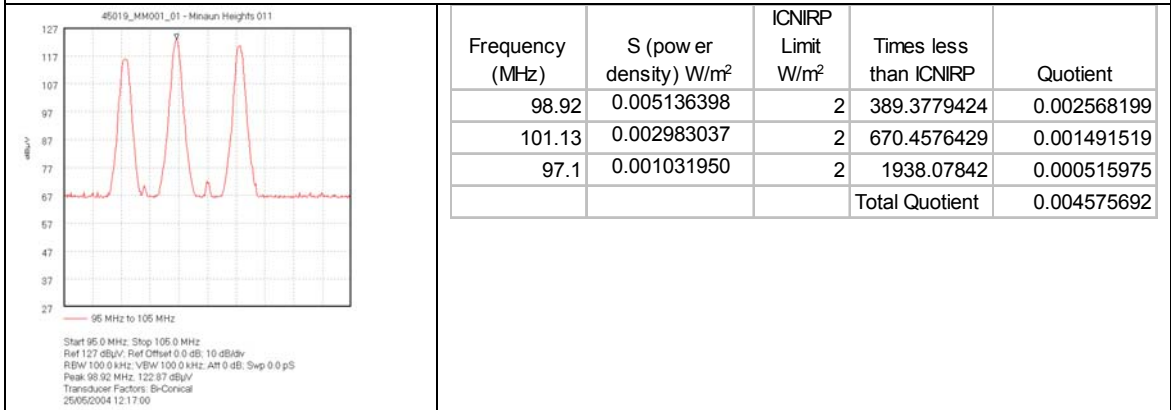 45019_MM001_01 - Minaun Heights 011
127
117
107
97
87
77
67
57
47
37
27
dBµV
95 MHz to 105 MHz
Start 95.0 MHz; Stop 105.0 MHz
Ref 127 dBµV; Ref Offset 0.0 dB; 10 dB/div
RBW 100.0 kHz; VBW 100.0 kHz; Att 0 dB; Swp 0.0 pS
Peak 98.92 MHz, 122.87 dBµV
Transducer Factors: Bi-Conical
25/05/2004 12:17:00
Frequency (MHz) S (pow er density) W/m² ICNIRP Limit W/m² Times less than ICNIRP Quotient
98.92 0.005136398 2 389.3779424 0.002568199
101.13 0.002983037 2 670.4576429 0.001491519
97.1 0.001031950 2 1938.07842 0.000515975
Total Quotient 0.004575692